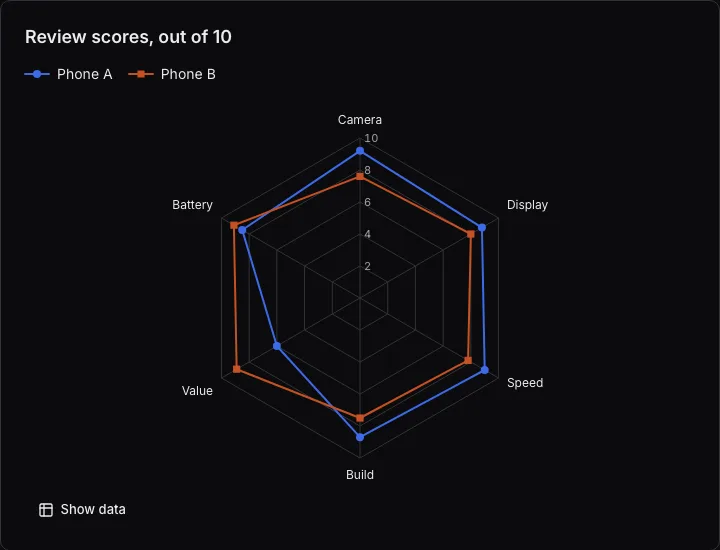 Review scores, out of 10
Phone A Phone B
Camera
10
8
Battery Display
6
4
2
Value Speed
Build
Show data